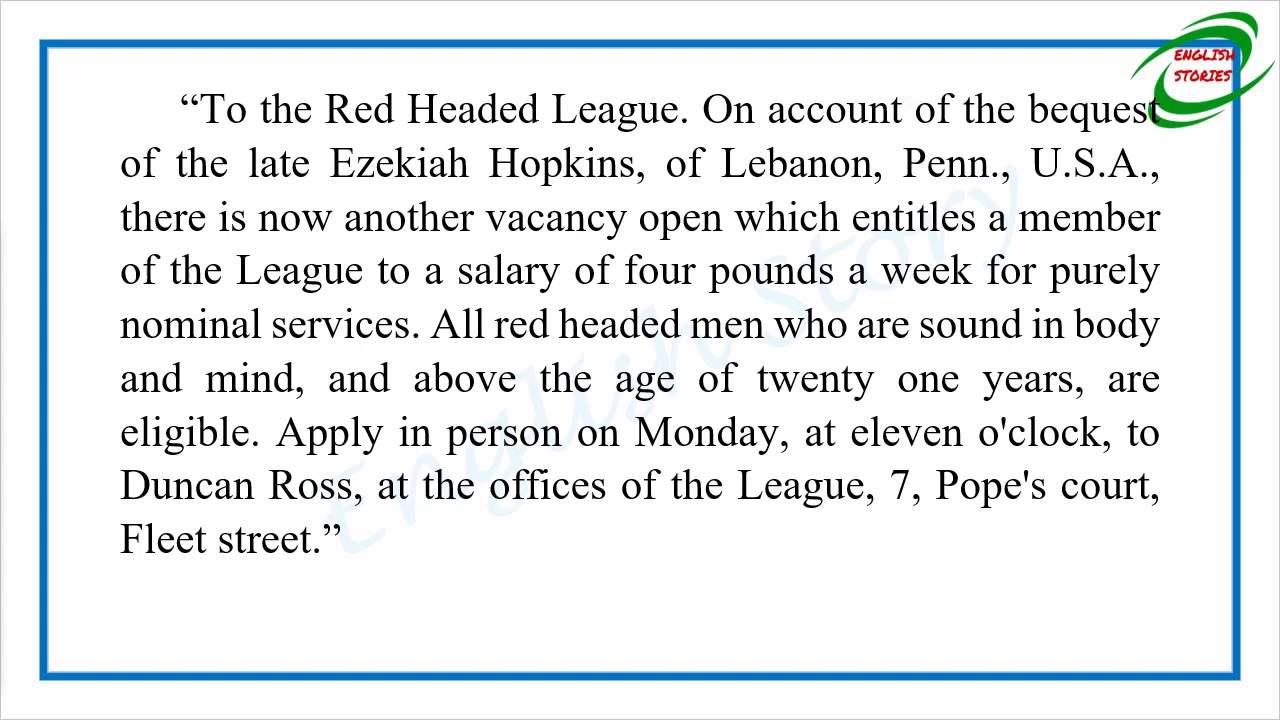 ENGLISH
STORIES
“To the Red Headed League. On account of the bequest
of the late Ezekiah Hopkins, of Lebanon, Penn., U.S.A.,
there is now another vacancy open which entitles a member
of the League to a salary of four pounds a week for purely
nominal services. All red headed men who are sound in body
and mind, and above the age of twenty one years, are
eligible. Apply in person on Monday, at eleven o'clock, to
Duncan Ross, at the offices of the League, 7, Pope's court,
Fleet street.”
English Story